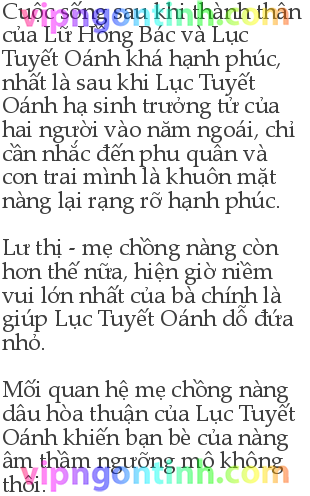 Cuộc sống sau khi thành thân
của Lữ Hồng Bác và Lục
Tuyết Oánh khá hạnh phúc,
nhất là sau khi Lục Tuyết
Oánh hạ sinh trưởng tử của
hai người vào năm ngoái, chỉ
cần nhắc đến phu quân và
con trai mình là khuôn mặt
nàng lại rạng rỡ hạnh phúc.
Lư thị - mẹ chồng nàng còn
hơn thế nữa, hiện giờ niềm
vui lớn nhất của bà chính là
giúp Lục Tuyết Oánh dỗ đứa
nhỏ.
Mối quan hệ mẹ chồng nàng
dâu hòa thuận của Lục Tuyết
Oánh khiến bạn bè của nàng
âm thầm ngưỡng mộ không
thôi.
vipngontinh.com
vipngontinh.com
vipngontinh.com